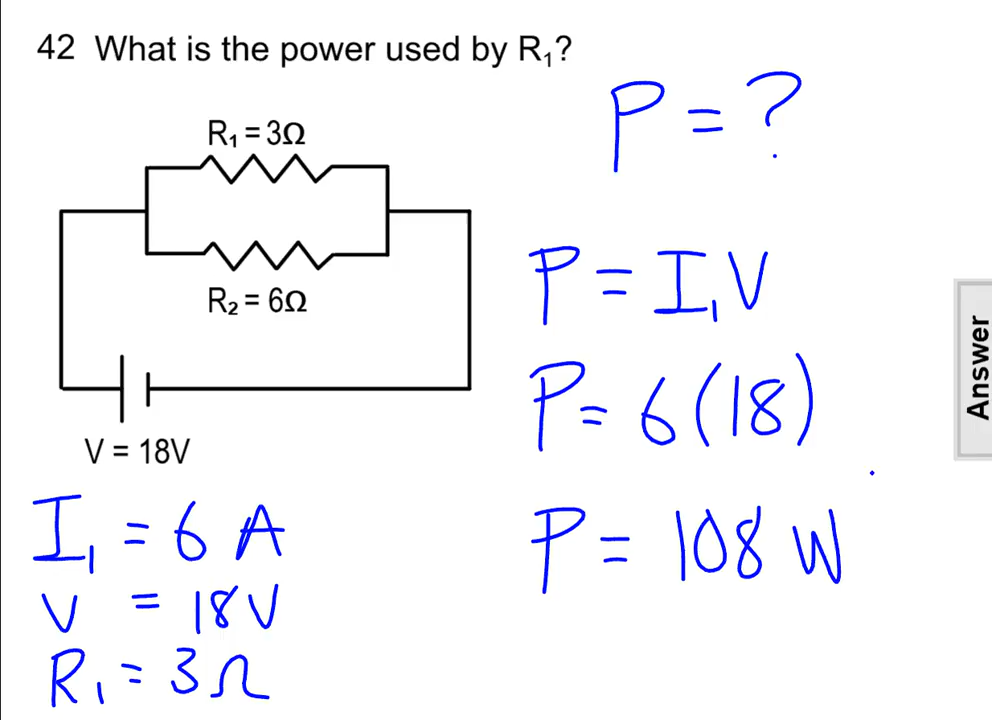 42 What is the power used by R₁?
P = ?
R₁ = 3Ω
R₂ = 6Ω
V = 18V
P = I₁V
P = 6(18)
P = 108 W
I₁ = 6 A
V = 18V
R₁ = 3Ω
Answer